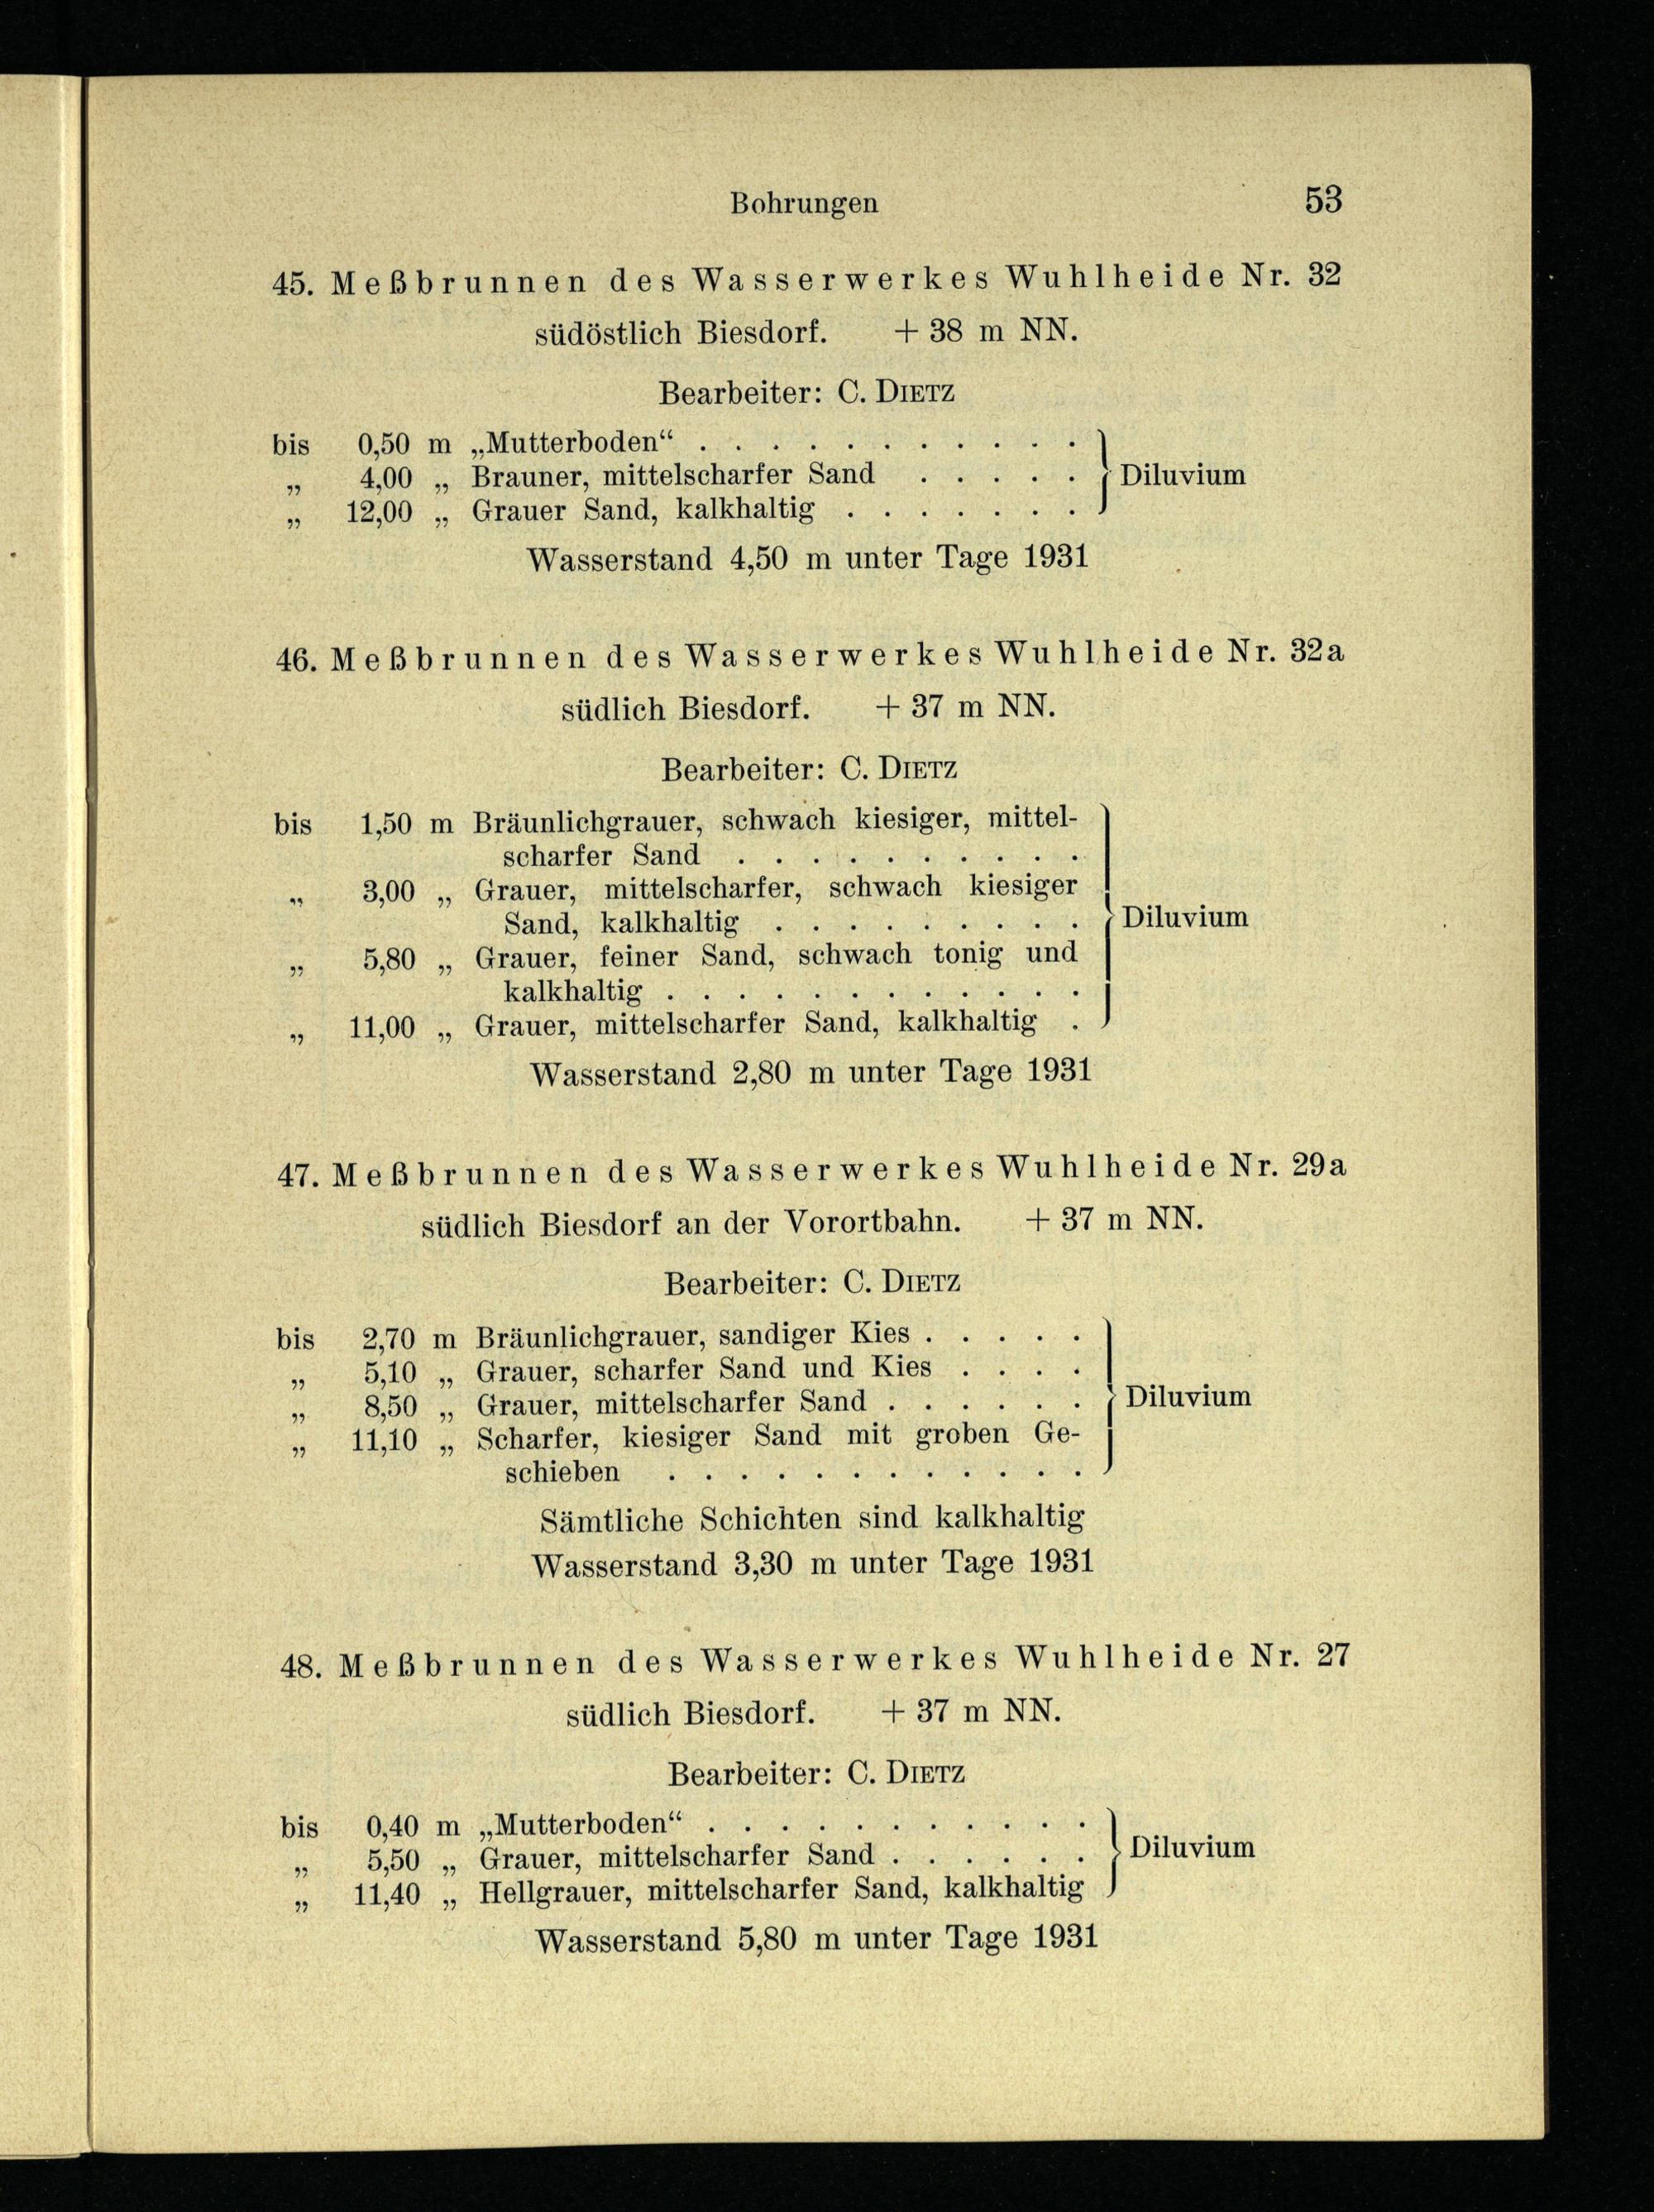 Bohrungen 53
45. Meßbrunnen des Wasserwerkes Wuhlheide Nr. 32
südöstlich Biesdorf. + 38 m NN.
Bearbeiter: C. DIETZ
bis 0,50 m „Mutterboden“ . . . . . . . . . . .
„ 4,00 „ Brauner, mittelscharfer Sand . . . . . } Diluvium
„ 12,00 „ Grauer Sand, kalkhaltig . . . . . . .
Wasserstand 4,50 m unter Tage 1931
46. Meßbrunnen des Wasserwerkes Wuhlheide Nr. 32a
südlich Biesdorf. + 37 m NN.
Bearbeiter: C. DIETZ
bis 1,50 m Bräunlichgrauer, schwach kiesiger, mittel-
scharfer Sand . . . . . . . . . .
„ 3,00 „ Grauer, mittelscharfer, schwach kiesiger
Sand, kalkhaltig . . . . . . . . . } Diluvium
„ 5,80 „ Grauer, feiner Sand, schwach tonig und
kalkhaltig . . . . . . . . . . . .
„ 11,00 „ Grauer, mittelscharfer Sand, kalkhaltig .
Wasserstand 2,80 m unter Tage 1931
47. Meßbrunnen des Wasserwerkes Wuhlheide Nr. 29a
südlich Biesdorf an der Vorortbahn. + 37 m NN.
Bearbeiter: C. DIETZ
bis 2,70 m Bräunlichgrauer, sandiger Kies . . . . .
„ 5,10 „ Grauer, scharfer Sand und Kies . . . .
„ 8,50 „ Grauer, mittelscharfer Sand . . . . . . } Diluvium
„ 11,10 „ Scharfer, kiesiger Sand mit groben Ge-
schieben . . . . . . . . . . . .
Sämtliche Schichten sind kalkhaltig
Wasserstand 3,30 m unter Tage 1931
48. Meßbrunnen des Wasserwerkes Wuhlheide Nr. 27
südlich Biesdorf. + 37 m NN.
Bearbeiter: C. DIETZ
bis 0,40 m „Mutterboden“ . . . . . . . . . . .
„ 5,50 „ Grauer, mittelscharfer Sand . . . . . . } Diluvium
„ 11,40 „ Hellgrauer, mittelscharfer Sand, kalkhaltig
Wasserstand 5,80 m unter Tage 1931